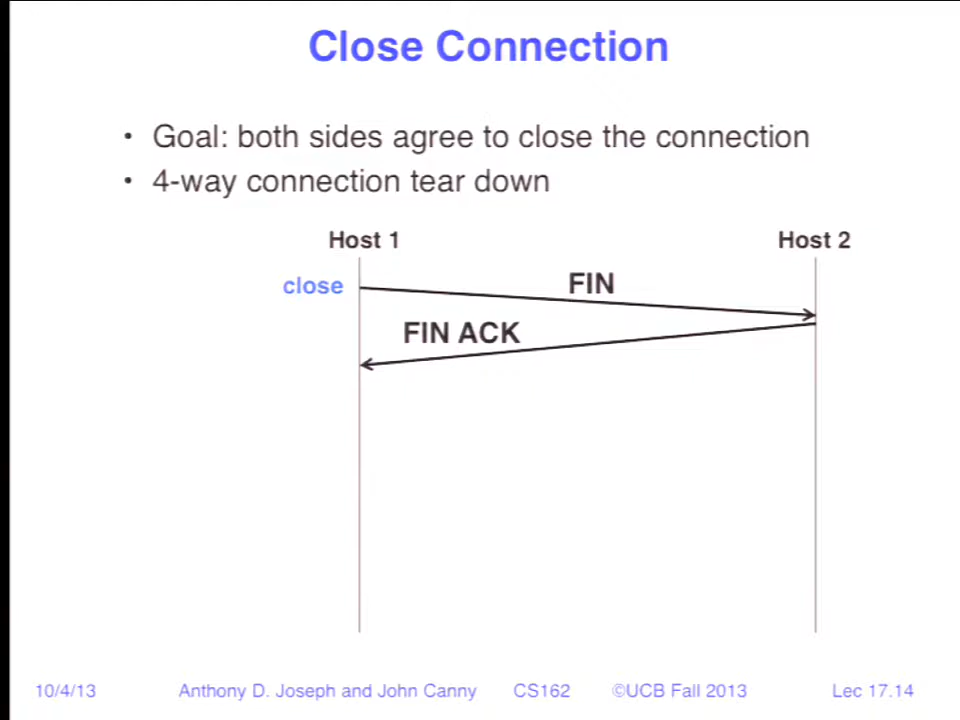 Close Connection
• Goal: both sides agree to close the connection
• 4-way connection tear down
Host 1 Host 2
close FIN
FIN ACK
10/4/13 Anthony D. Joseph and John Canny CS162 ©UCB Fall 2013 Lec 17.14